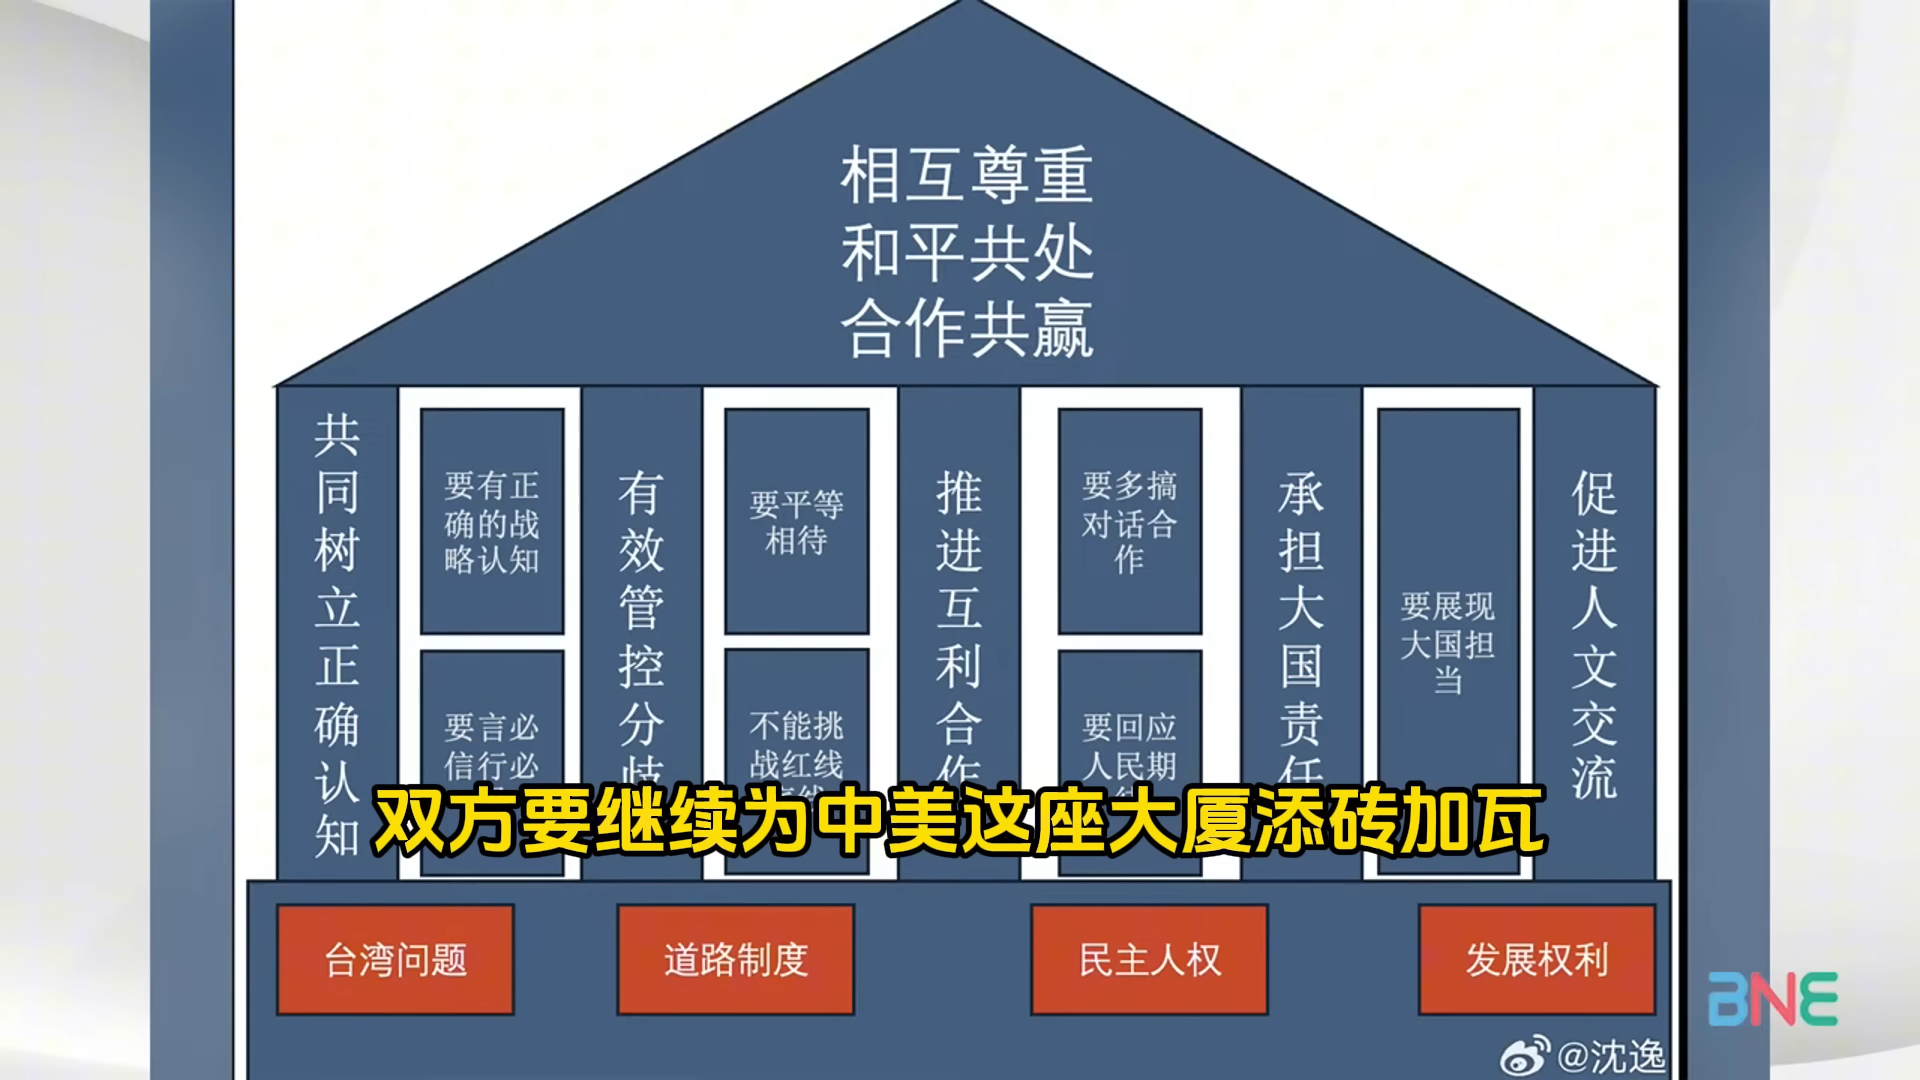 相互尊重
和平共处
合作共赢
共同树立正确认知
要有正
确的战
略认知
要言必
信行必
有效管控分歧
要平等
相待
不能挑
战红线
推进互利合作
要多搞
对话合
作
要回应
人民期
承担大国责任
要展现
大国担
当
促进人文交流
双方要继续为中美这座大厦添砖加瓦
台湾问题
道路制度
民主人权
发展权利
BNE
@沈逸